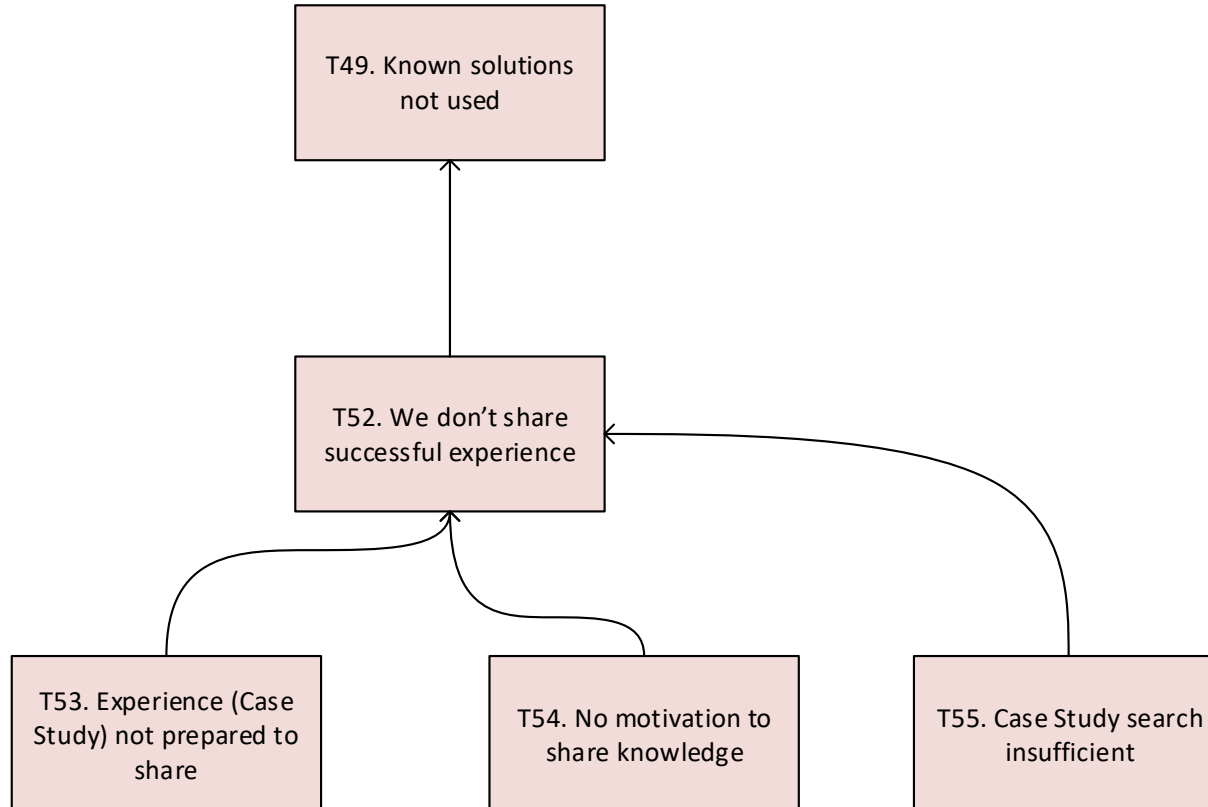 T49. Known solutions
not used
T52. We don’t share
successful experience
T53. Experience (Case
Study) not prepared to
share
T54. No motivation to
share knowledge
T55. Case Study search
insufficient